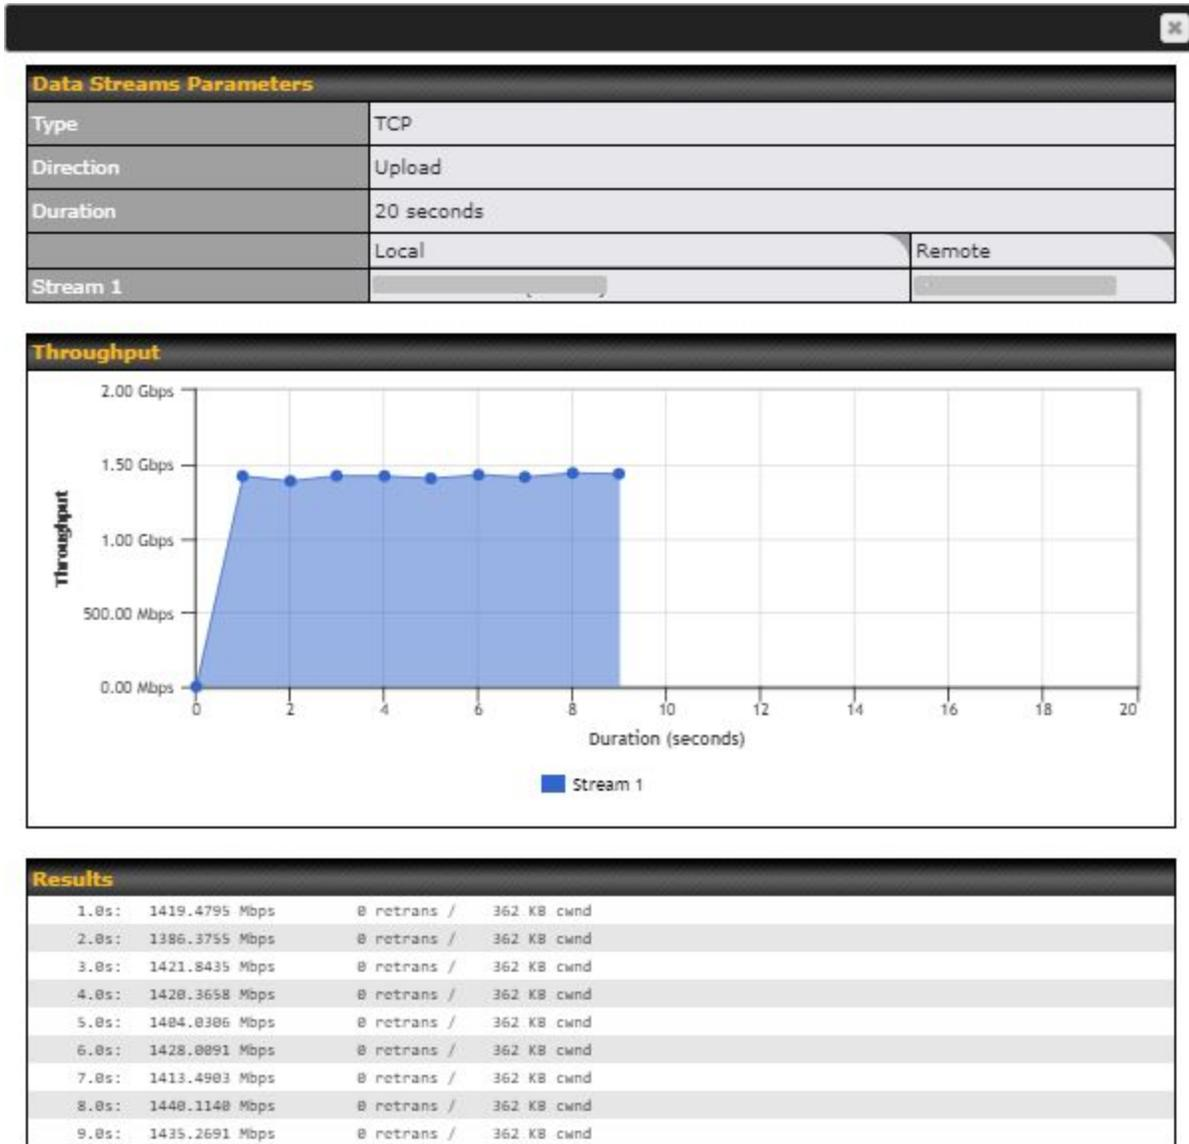 Data Streams Parameters
Type TCP
Direction Upload
Duration 20 seconds
Local Remote
Stream 1
Throughput
2.00 Gbps
1.50 Gbps
1.00 Gbps
500.00 Mbps
0.00 Mbps
Throughput
0 2 4 6 8 10 12 14 16 18 20
Duration (seconds)
Stream 1
Results
1.0s: 1419.4795 Mbps 0 retrans / 362 KB cwnd
2.0s: 1386.3755 Mbps 0 retrans / 362 KB cwnd
3.0s: 1421.8435 Mbps 0 retrans / 362 KB cwnd
4.0s: 1420.3658 Mbps 0 retrans / 362 KB cwnd
5.0s: 1404.0306 Mbps 0 retrans / 362 KB cwnd
6.0s: 1428.0091 Mbps 0 retrans / 362 KB cwnd
7.0s: 1413.4903 Mbps 0 retrans / 362 KB cwnd
8.0s: 1440.1140 Mbps 0 retrans / 362 KB cwnd
9.0s: 1435.2691 Mbps 0 retrans / 362 KB cwnd